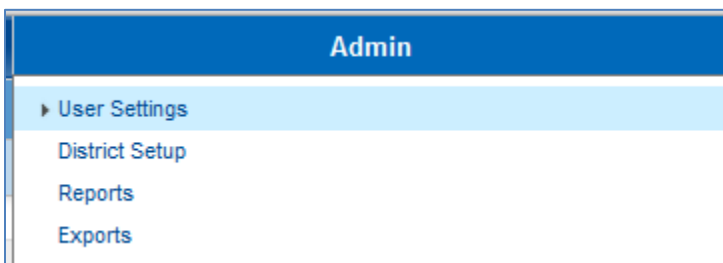 Admin
User Settings
District Setup
Reports
Exports